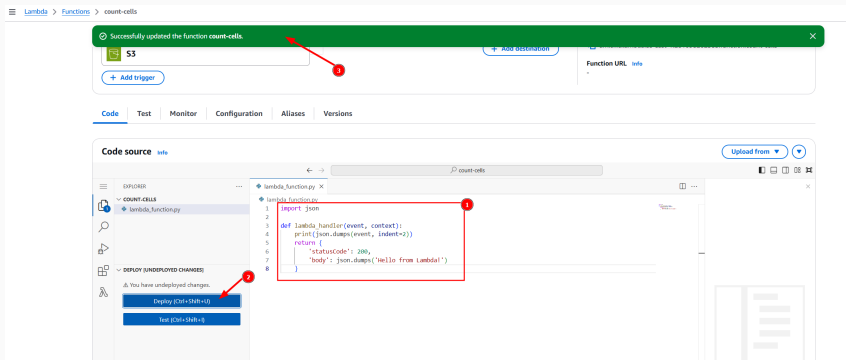 Lambda > Functions > count-cells
Successfully updated the function count-cells.
S3
+ Add destination
3
Function URL Info
-
+ Add trigger
Code Test Monitor Configuration Aliases Versions
Code source Info
Upload from
count-cells
EXPLORER
lambda_function.py
COUNT-CELLS
lambda_function.py
lambda_function.py
1
1 import json
2
3 def lambda_handler(event, context):
4 print(json.dumps(event, indent=2))
5 return {
6 'statusCode': 200,
7 'body': json.dumps('Hello from Lambda!')
8 }
DEPLOY [UNDEPLOYED CHANGES]
2
You have undeployed changes.
Deploy (Ctrl+Shift+U)
Test (Ctrl+Shift+I)